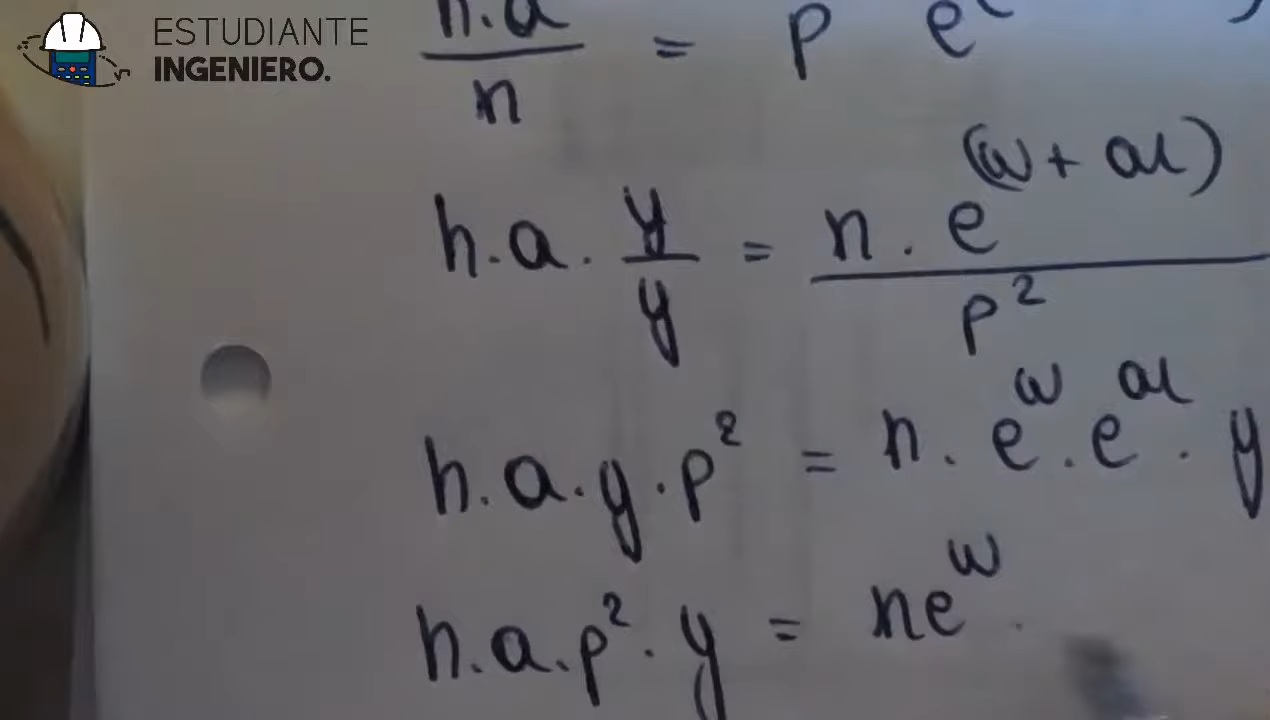 ESTUDIANTE
INGENIERO.
h.a/n = p e^(
h.a. y/y = n . e^(w + al) / p²
h.a.y.p² = n . e^w . e^al . y
h.a.p².y = ne^w .